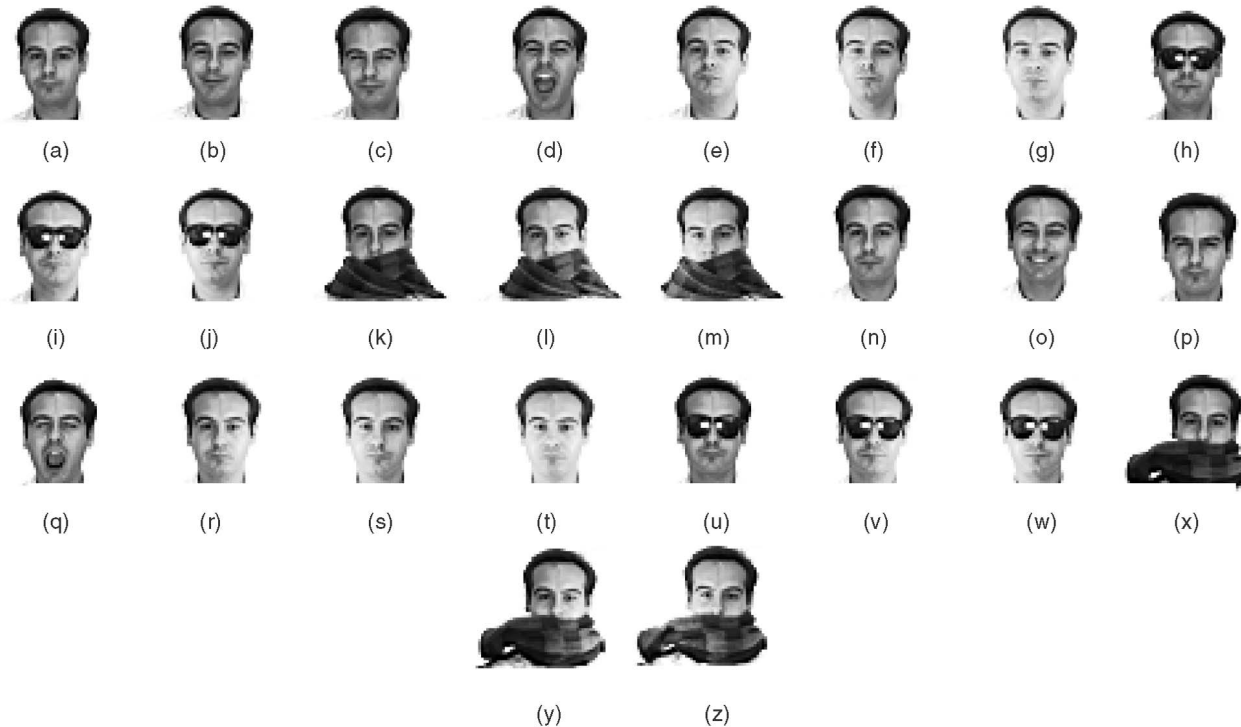 (a) (b) (c) (d) (e) (f) (g) (h)
(i) (j) (k) (l) (m) (n) (o) (p)
(q) (r) (s) (t) (u) (v) (w) (x)
(y) (z)